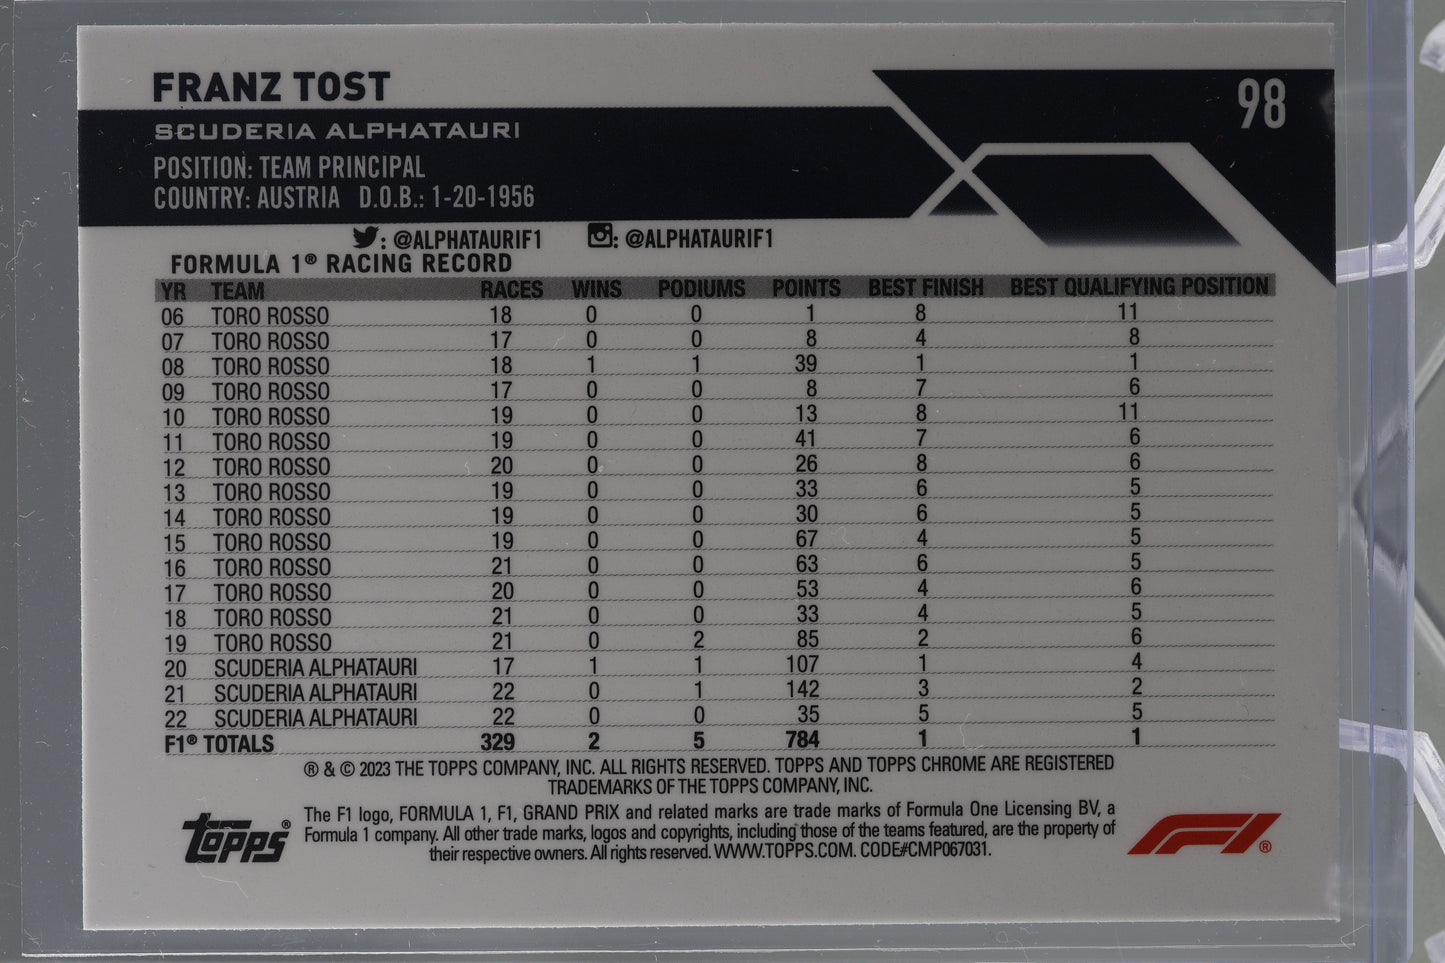 FRANZ TOST
98
SCUDERIA ALPHATAURI
POSITION: TEAM PRINCIPAL
COUNTRY: AUSTRIA D.O.B.: 1-20-1956
: @ALPHATAURIF1 : @ALPHATAURIF1
FORMULA 1® RACING RECORD
YR TEAM RACES WINS PODIUMS POINTS BEST FINISH BEST QUALIFYING POSITION
06 TORO ROSSO 18 0 0 1 8 11
07 TORO ROSSO 17 0 0 8 4 8
08 TORO ROSSO 18 1 1 39 1 1
09 TORO ROSSO 17 0 0 8 7 6
10 TORO ROSSO 19 0 0 13 8 11
11 TORO ROSSO 19 0 0 41 7 6
12 TORO ROSSO 20 0 0 26 8 6
13 TORO ROSSO 19 0 0 33 6 5
14 TORO ROSSO 19 0 0 30 6 5
15 TORO ROSSO 19 0 0 67 4 5
16 TORO ROSSO 21 0 0 63 6 5
17 TORO ROSSO 20 0 0 53 4 6
18 TORO ROSSO 21 0 0 33 4 5
19 TORO ROSSO 21 0 2 85 2 6
20 SCUDERIA ALPHATAURI 17 1 1 107 1 4
21 SCUDERIA ALPHATAURI 22 0 1 142 3 2
22 SCUDERIA ALPHATAURI 22 0 0 35 5 5
F1® TOTALS 329 2 5 784 1 1
® & © 2023 THE TOPPS COMPANY, INC. ALL RIGHTS RESERVED. TOPPS AND TOPPS CHROME ARE REGISTERED
TRADEMARKS OF THE TOPPS COMPANY, INC.
The F1 logo, FORMULA 1, F1, GRAND PRIX and related marks are trade marks of Formula One Licensing BV, a
Formula 1 company. All other trade marks, logos and copyrights, including those of the teams featured, are the property of
their respective owners. All rights reserved. WWW.TOPPS.COM. CODE#CMP067031.
topps®
F1®